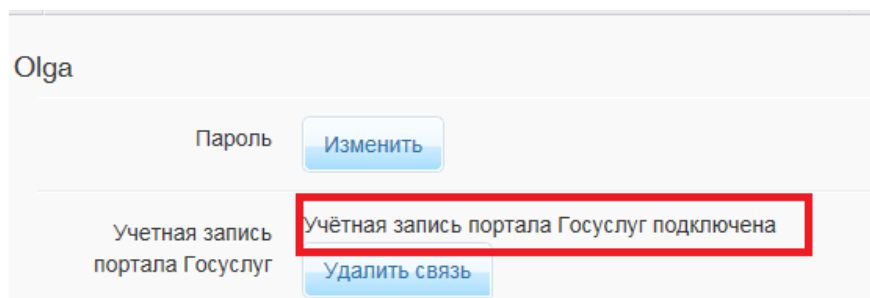 Olga
Пароль
Изменить
Учетная запись
портала Госуслуг
Учётная запись портала Госуслуг подключена
Удалить связь